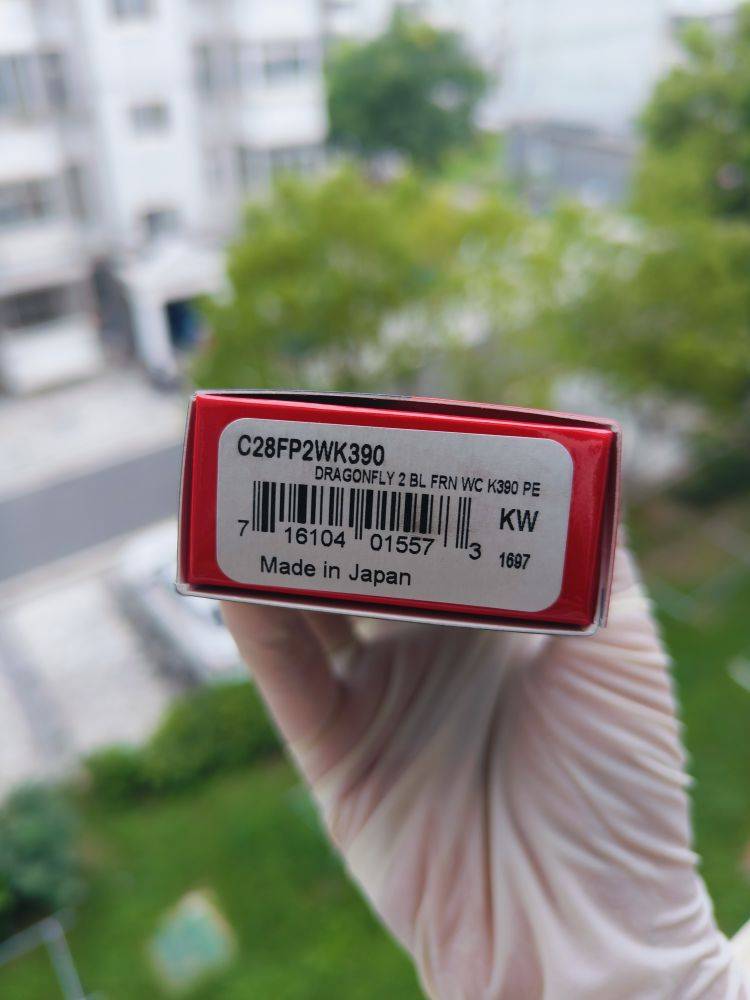 C28FP2WK390
DRAGONFLY 2 BL FRN WC K390 PE
KW
7 16104 01557 3
1697
Made in Japan